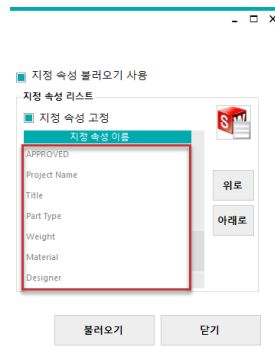 지정 속성 불러오기 사용
지정 속성 리스트
지정 속성 고정
지정 속성 이름
APPROVED
Project Name
Title
Part Type
Weight
Material
Designer
위로
아래로
불러오기
닫기